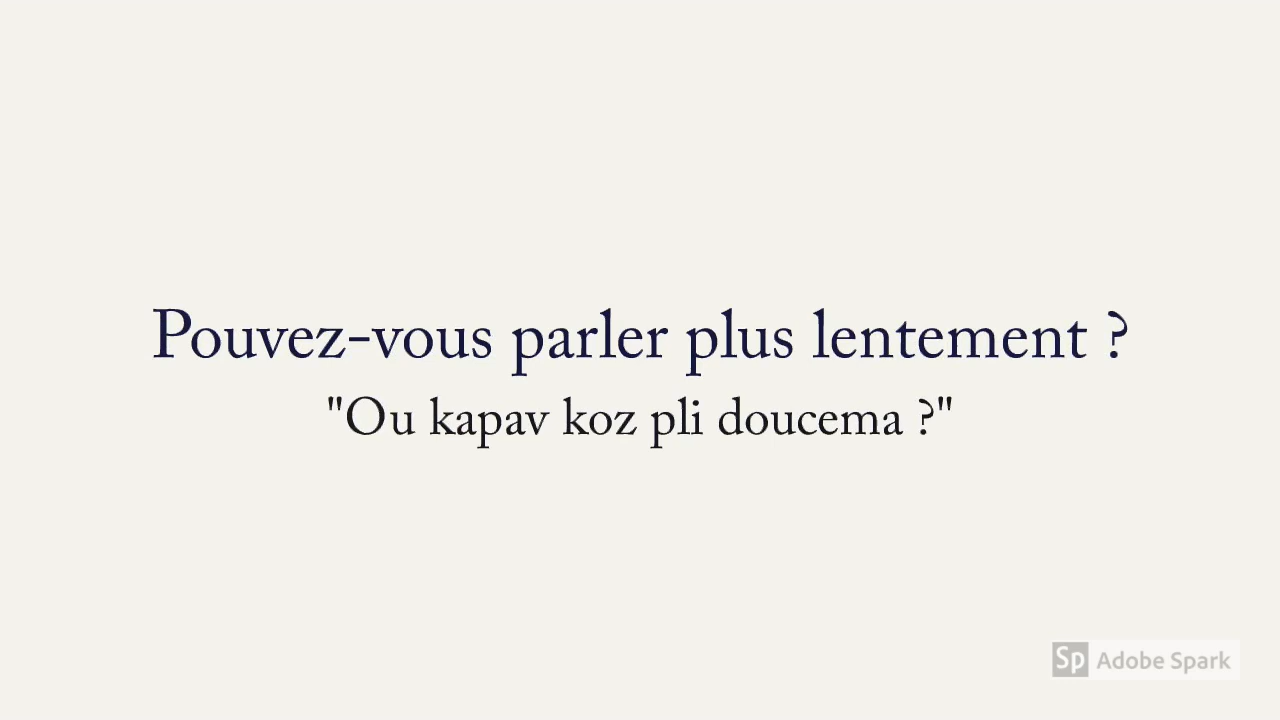 Pouvez-vous parler plus lentement ?
"Ou kapav koz pli doucema ?"
Sp Adobe Spark